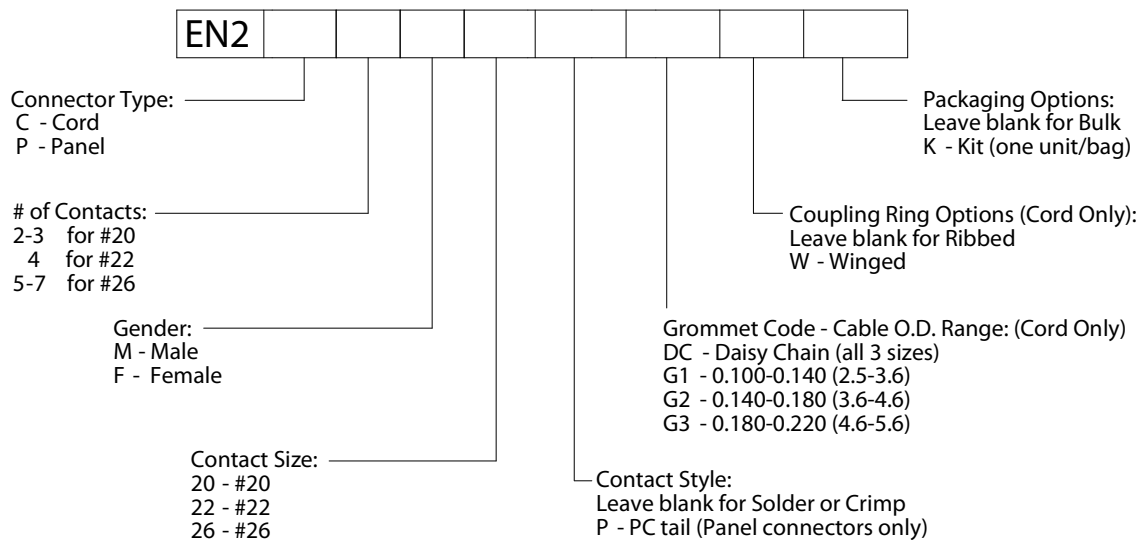 EN2
Connector Type:
C - Cord
P - Panel
# of Contacts:
2-3 for #20
4 for #22
5-7 for #26
Gender:
M - Male
F - Female
Contact Size:
20 - #20
22 - #22
26 - #26
Contact Style:
Leave blank for Solder or Crimp
P - PC tail (Panel connectors only)
Grommet Code - Cable O.D. Range: (Cord Only)
DC - Daisy Chain (all 3 sizes)
G1 - 0.100-0.140 (2.5-3.6)
G2 - 0.140-0.180 (3.6-4.6)
G3 - 0.180-0.220 (4.6-5.6)
Coupling Ring Options (Cord Only):
Leave blank for Ribbed
W - Winged
Packaging Options:
Leave blank for Bulk
K - Kit (one unit/bag)